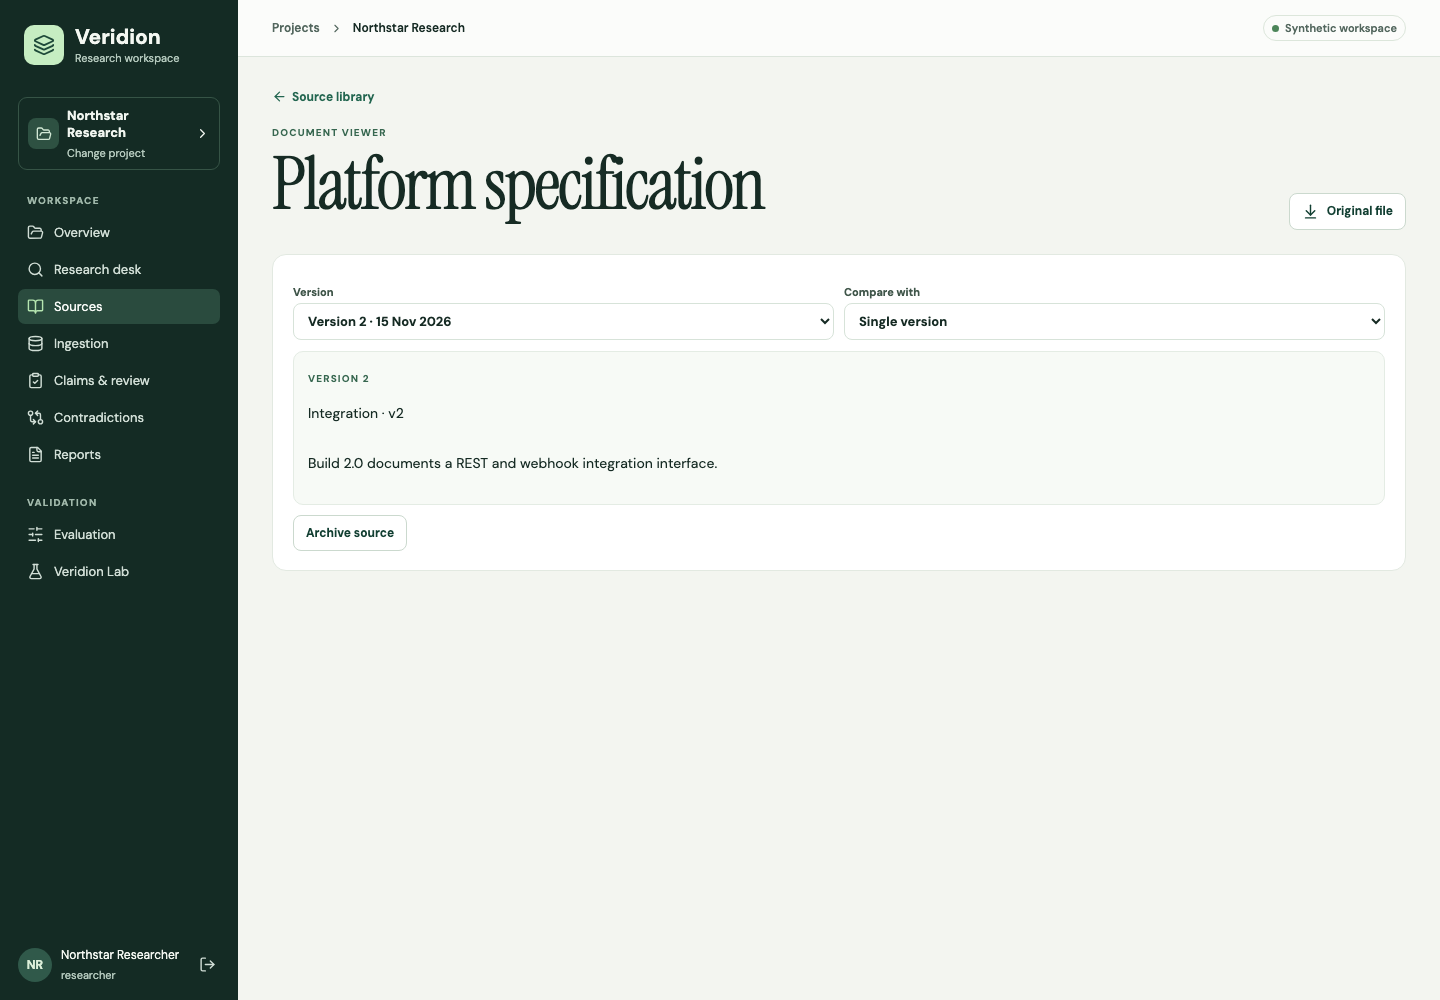 Veridion
Research workspace
Northstar
Research
Change project
WORKSPACE
Overview
Research desk
Sources
Ingestion
Claims & review
Contradictions
Reports
VALIDATION
Evaluation
Veridion Lab
NR
Northstar Researcher
researcher
Projects
Northstar Research
Synthetic workspace
Source library
DOCUMENT VIEWER
Platform specification
Original file
Version
Compare with
Version 2 · 15 Nov 2026
Single version
VERSION 2
Integration · v2
Build 2.0 documents a REST and webhook integration interface.
Archive source